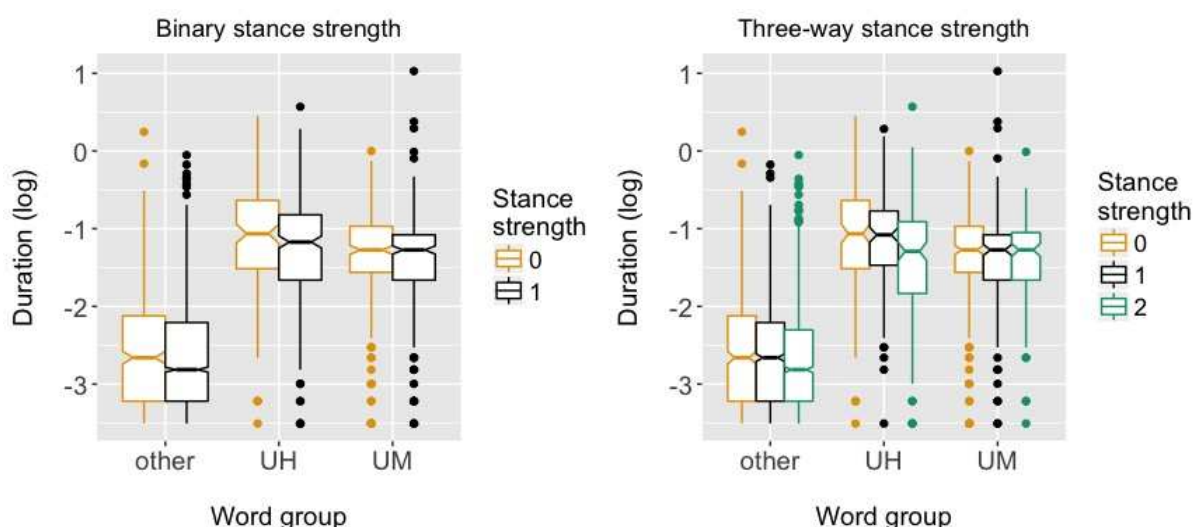 Binary stance strength
Duration (log)
1
0
-1
-2
-3
other UH UM
Word group
Stance
strength
0
1
Three-way stance strength
Duration (log)
1
0
-1
-2
-3
other UH UM
Word group
Stance
strength
0
1
2